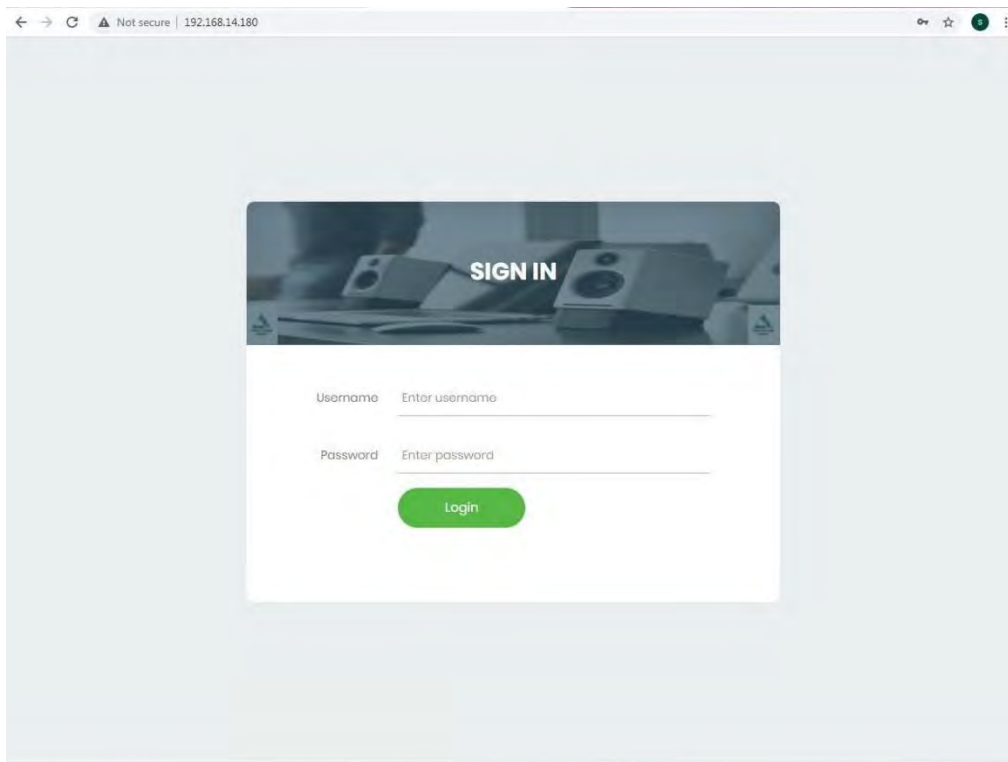 Not secure | 192.168.14.180
S
SIGN IN
Username Enter username
Password Enter password
Login